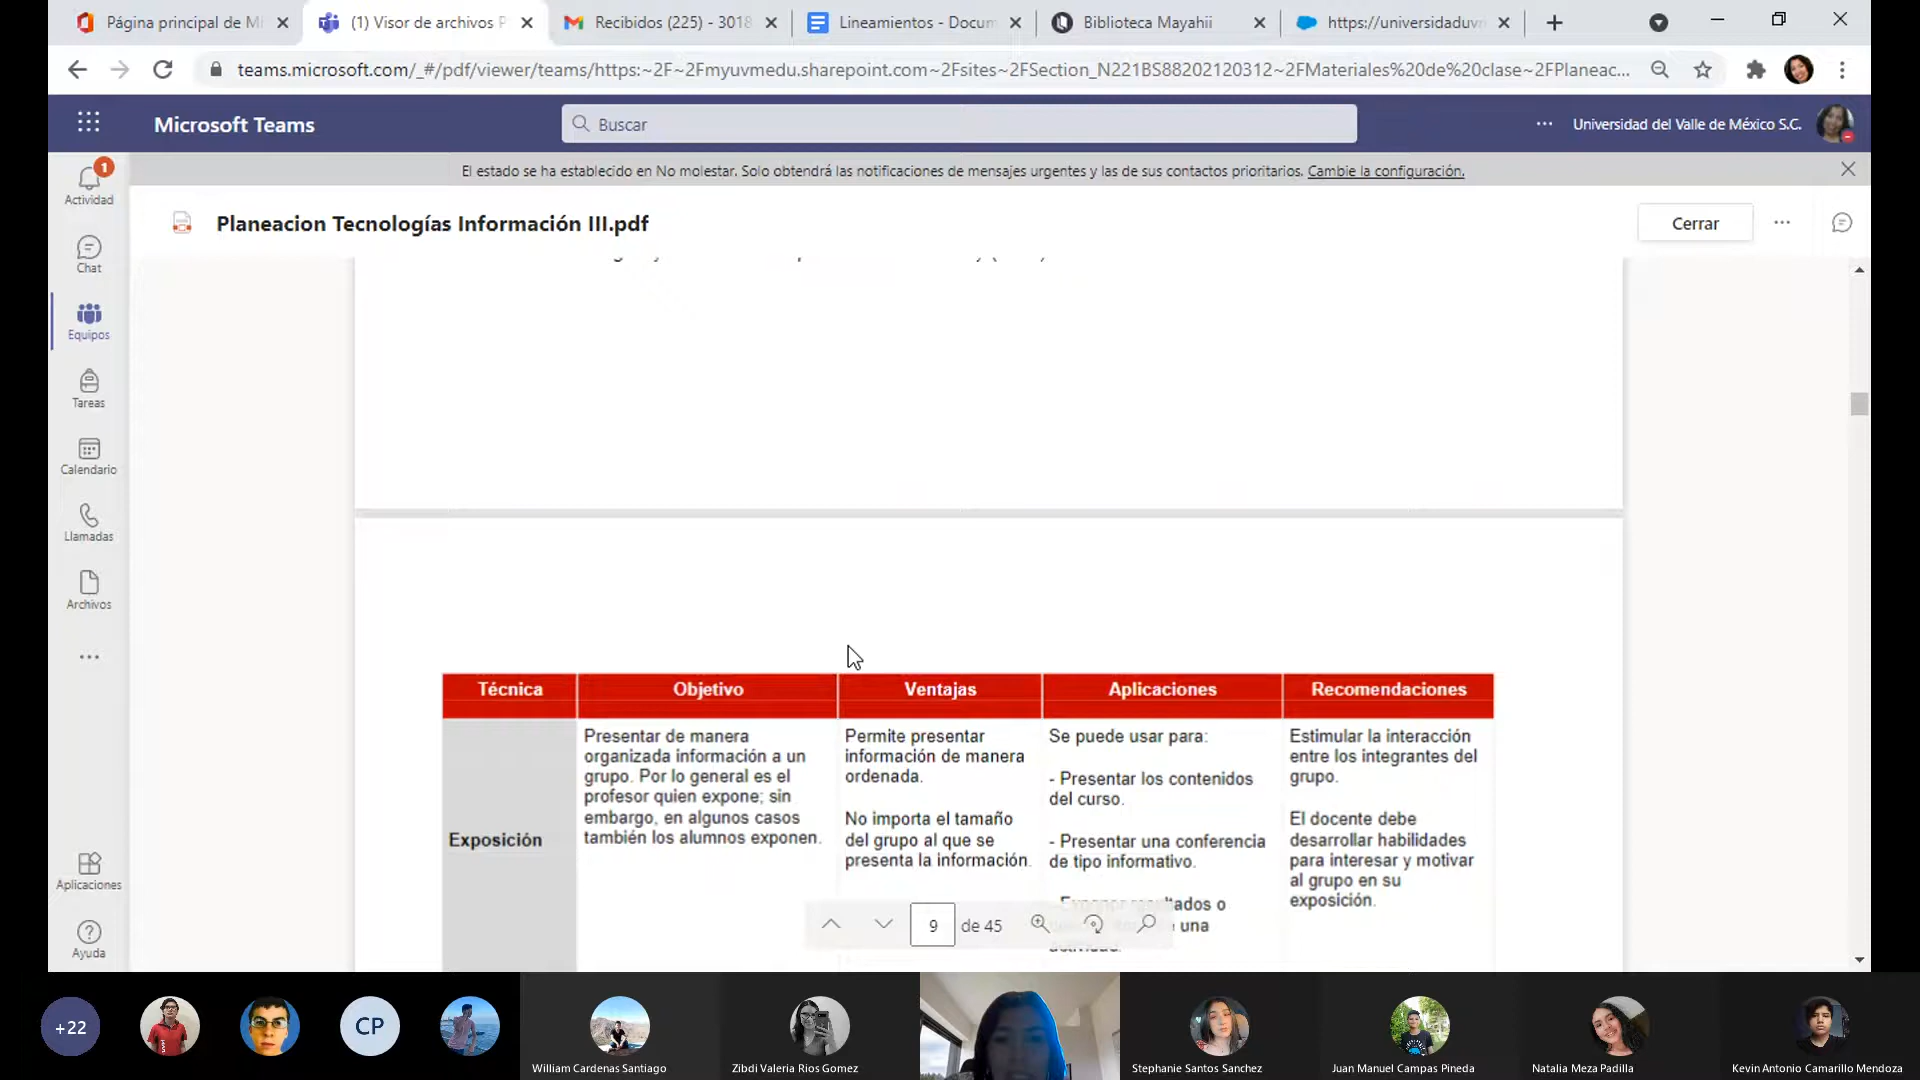 Página principal de Mi
(1) Visor de archivos P
Recibidos (225) - 3018
Lineamientos - Docum
Biblioteca Mayahii
https://universidaduvm
teams.microsoft.com/_#/pdf/viewer/teams/https:~2F~2Fmyuvmedu.sharepoint.com~2Fsites~2FSection_N221BS88202120312~2FMateriales%20de%20clase~2FPlaneac...
Microsoft Teams
Buscar
Universidad del Valle de México S.C.
El estado se ha establecido en No molestar. Solo obtendrá las notificaciones de mensajes urgentes y las de sus contactos prioritarios. Cambie la configuración.
1
Actividad
Chat
Equipos
Tareas
Calendario
Llamadas
Archivos
Aplicaciones
Ayuda
Planeacion Tecnologías Información III.pdf
Cerrar
Técnica
Objetivo
Ventajas
Aplicaciones
Recomendaciones
Exposición
Presentar de manera
organizada información a un
grupo. Por lo general es el
profesor quien expone; sin
embargo, en algunos casos
también los alumnos exponen.
Permite presentar
información de manera
ordenada.
No importa el tamaño
del grupo al que se
presenta la información.
Se puede usar para:
- Presentar los contenidos
del curso.
- Presentar una conferencia
de tipo informativo.
- Exponer resultados o
una
actividad.
Estimular la interacción
entre los integrantes del
grupo.
El docente debe
desarrollar habilidades
para interesar y motivar
al grupo en su
exposición.
9 de 45
+22
CP
William Cardenas Santiago
Zibdi Valeria Rios Gomez
Stephanie Santos Sanchez
Juan Manuel Campas Pineda
Natalia Meza Padilla
Kevin Antonio Camarillo Mendoza